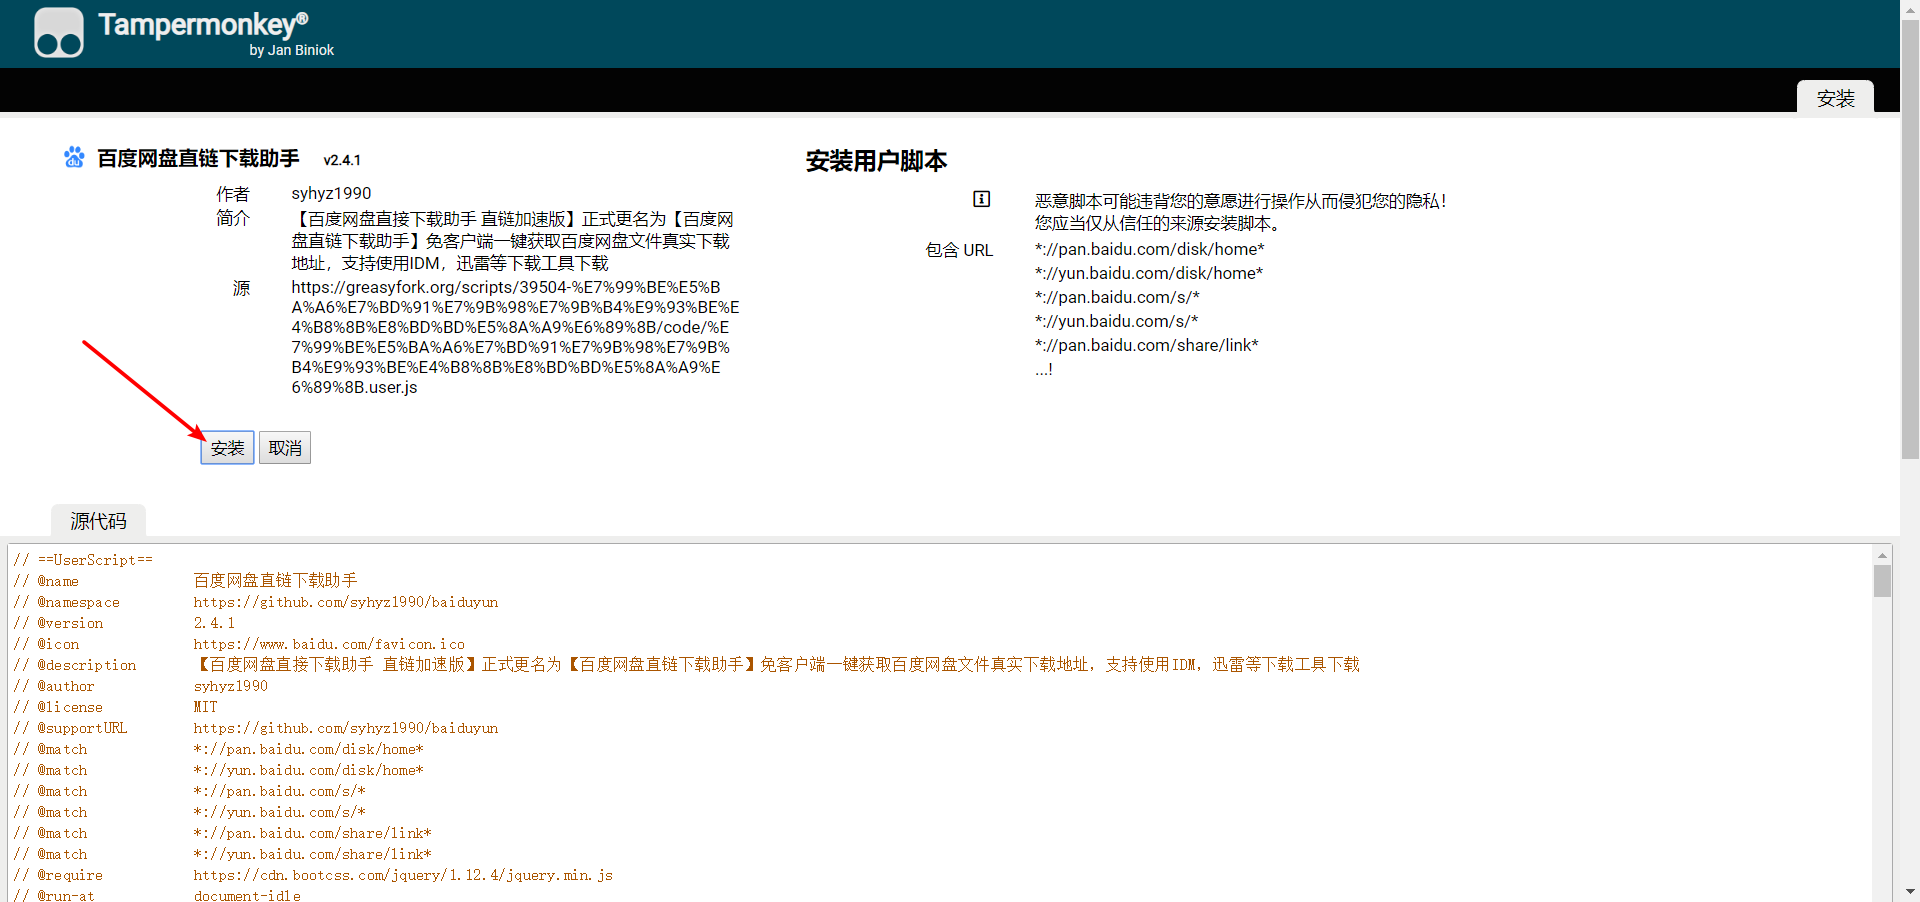 Tampermonkey®
by Jan Biniok
安装
百度网盘直链下载助手 v2.4.1
作者 syhyz1990
简介 【百度网盘直接下载助手 直链加速版】正式更名为【百度网
盘直链下载助手】免客户端一键获取百度网盘文件真实下载
地址，支持使用IDM，迅雷等下载工具下载
源 https://greasyfork.org/scripts/39504-%E7%99%BE%E5%B
A%A6%E7%BD%91%E7%9B%98%E7%9B%B4%E9%93%BE%E
4%B8%8B%E8%BD%BD%E5%8A%A9%E6%89%8B/code/%E
7%99%BE%E5%BA%A6%E7%BD%91%E7%9B%98%E7%9B%
B4%E9%93%BE%E4%B8%8B%E8%BD%BD%E5%8A%A9%E
6%89%8B.user.js
安装 取消
安装用户脚本
恶意脚本可能违背您的意愿进行操作从而侵犯您的隐私！
您应当仅从信任的来源安装脚本。
包含 URL *://pan.baidu.com/disk/home*
*://yun.baidu.com/disk/home*
*://pan.baidu.com/s/*
*://yun.baidu.com/s/*
*://pan.baidu.com/share/link*
...!
源代码
// ==UserScript==
// @name 百度网盘直链下载助手
// @namespace https://github.com/syhyz1990/baiduyun
// @version 2.4.1
// @icon https://www.baidu.com/favicon.ico
// @description 【百度网盘直接下载助手 直链加速版】正式更名为【百度网盘直链下载助手】免客户端一键获取百度网盘文件真实下载地址，支持使用IDM，迅雷等下载工具下载
// @author syhyz1990
// @license MIT
// @supportURL https://github.com/syhyz1990/baiduyun
// @match *://pan.baidu.com/disk/home*
// @match *://yun.baidu.com/disk/home*
// @match *://pan.baidu.com/s/*
// @match *://yun.baidu.com/s/*
// @match *://pan.baidu.com/share/link*
// @match *://yun.baidu.com/share/link*
// @require https://cdn.bootcss.com/jquery/1.12.4/jquery.min.js
// @run-at document-idle